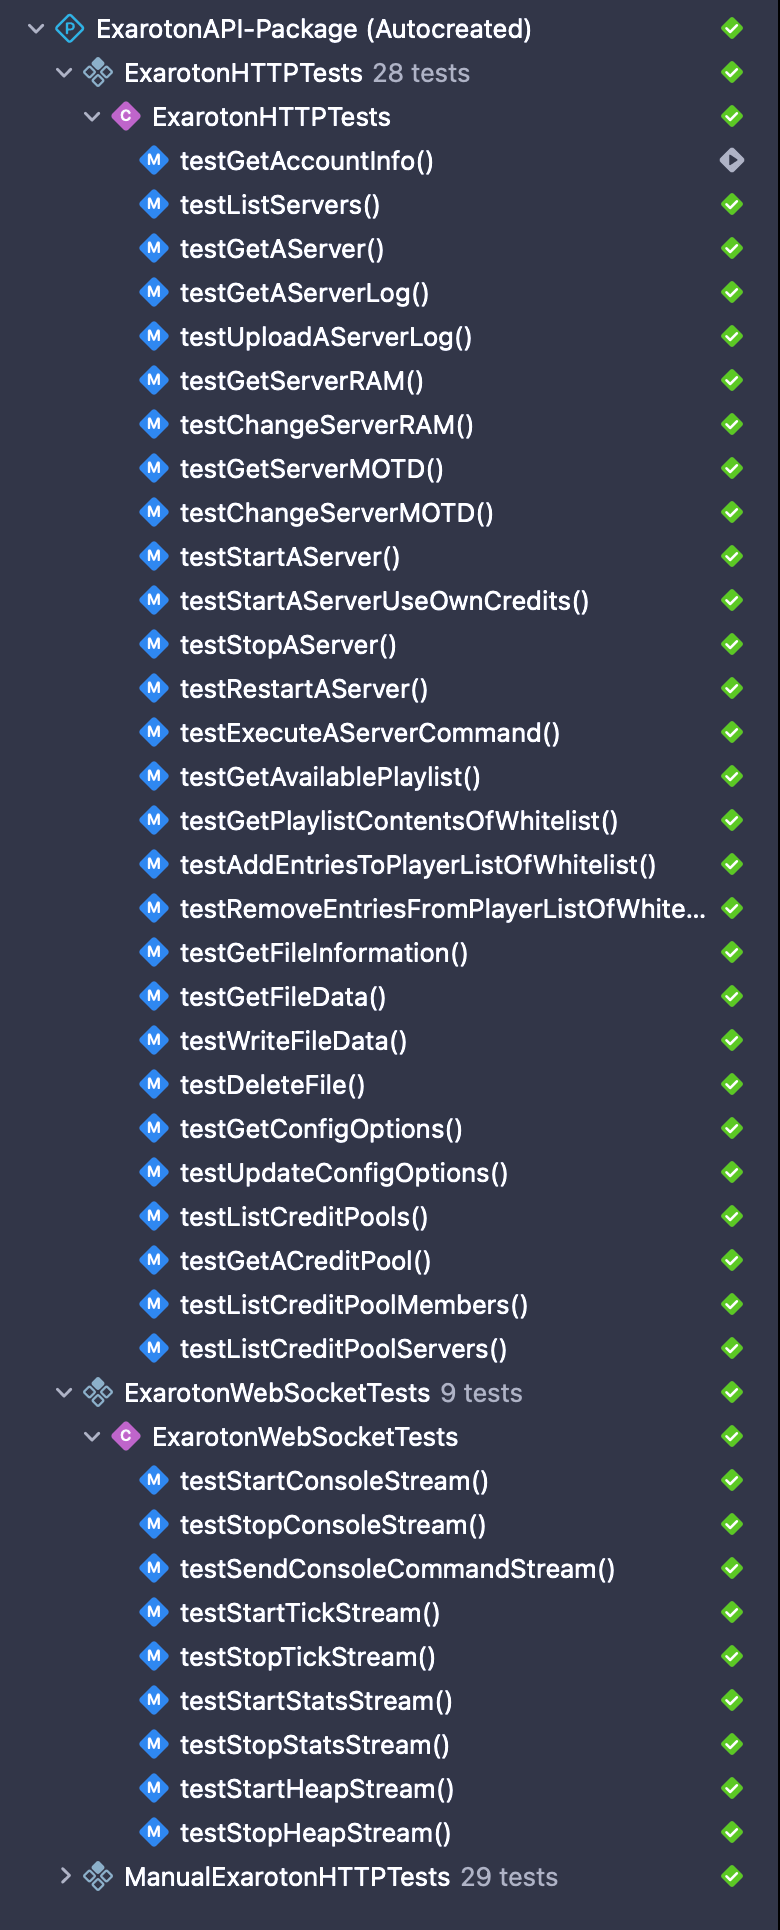 P ExarotonAPI-Package (Autocreated)
ExarotonHTTPTests 28 tests
C ExarotonHTTPTests
M testGetAccountInfo()
M testListServers()
M testGetAServer()
M testGetAServerLog()
M testUploadAServerLog()
M testGetServerRAM()
M testChangeServerRAM()
M testGetServerMOTD()
M testChangeServerMOTD()
M testStartAServer()
M testStartAServerUseOwnCredits()
M testStopAServer()
M testRestartAServer()
M testExecuteAServerCommand()
M testGetAvailablePlaylist()
M testGetPlaylistContentsOfWhitelist()
M testAddEntriesToPlayerListOfWhitelist()
M testRemoveEntriesFromPlayerListOfWhite...
M testGetFileInformation()
M testGetFileData()
M testWriteFileData()
M testDeleteFile()
M testGetConfigOptions()
M testUpdateConfigOptions()
M testListCreditPools()
M testGetACreditPool()
M testListCreditPoolMembers()
M testListCreditPoolServers()
ExarotonWebSocketTests 9 tests
C ExarotonWebSocketTests
M testStartConsoleStream()
M testStopConsoleStream()
M testSendConsoleCommandStream()
M testStartTickStream()
M testStopTickStream()
M testStartStatsStream()
M testStopStatsStream()
M testStartHeapStream()
M testStopHeapStream()
ManualExarotonHTTPTests 29 tests